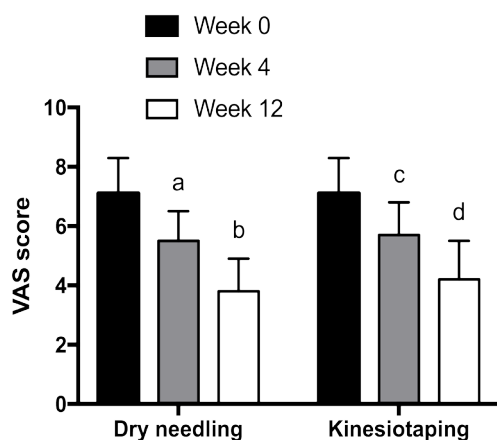 Week 0
Week 4
Week 12
10
8
6
4
2
0
VAS score
a
b
c
d
Dry needling
Kinesiotaping